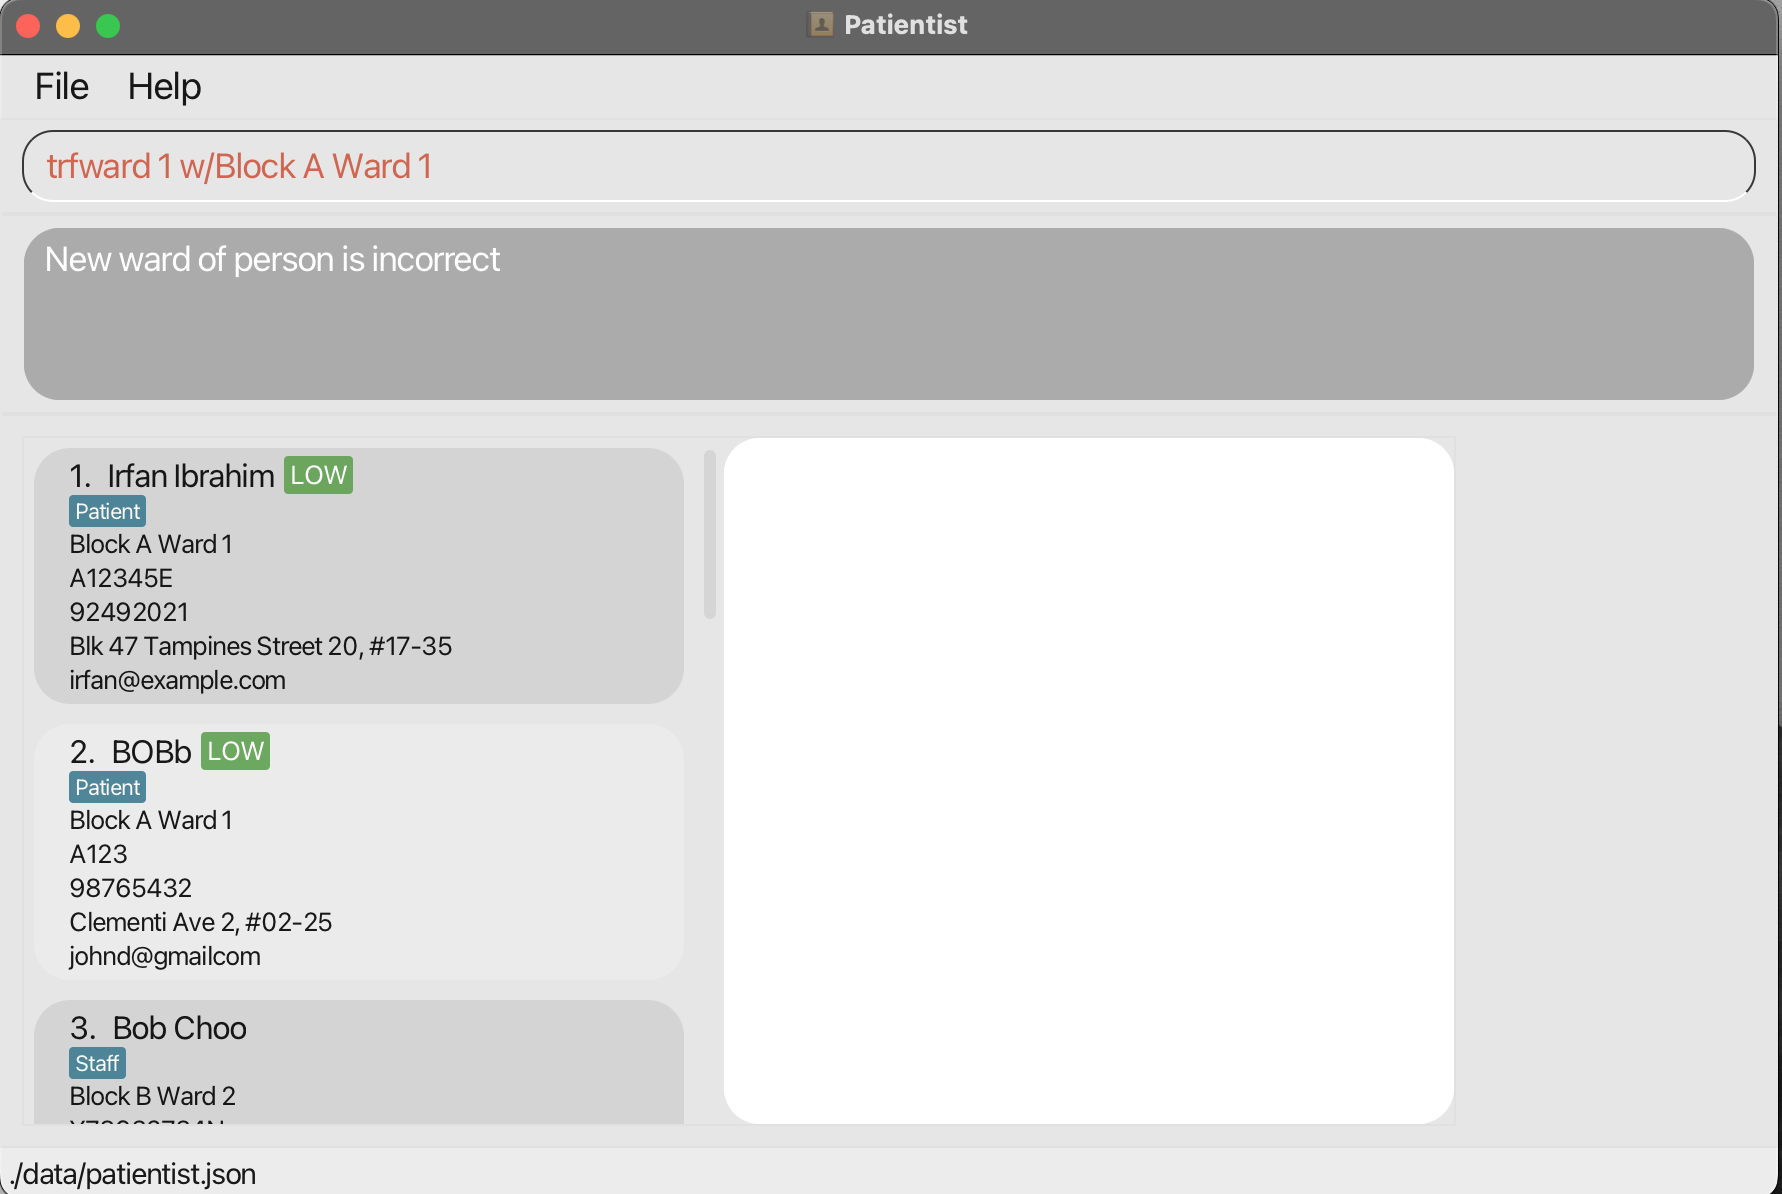 Patientist
File Help
trfward 1 w/Block A Ward 1
New ward of person is incorrect
1. Irfan Ibrahim LOW
Patient
Block A Ward 1
A12345E
92492021
Blk 47 Tampines Street 20, #17-35
irfan@example.com
2. BOBb LOW
Patient
Block A Ward 1
A123
98765432
Clementi Ave 2, #02-25
johnd@gmailcom
3. Bob Choo
Staff
Block B Ward 2
./data/patientist.json